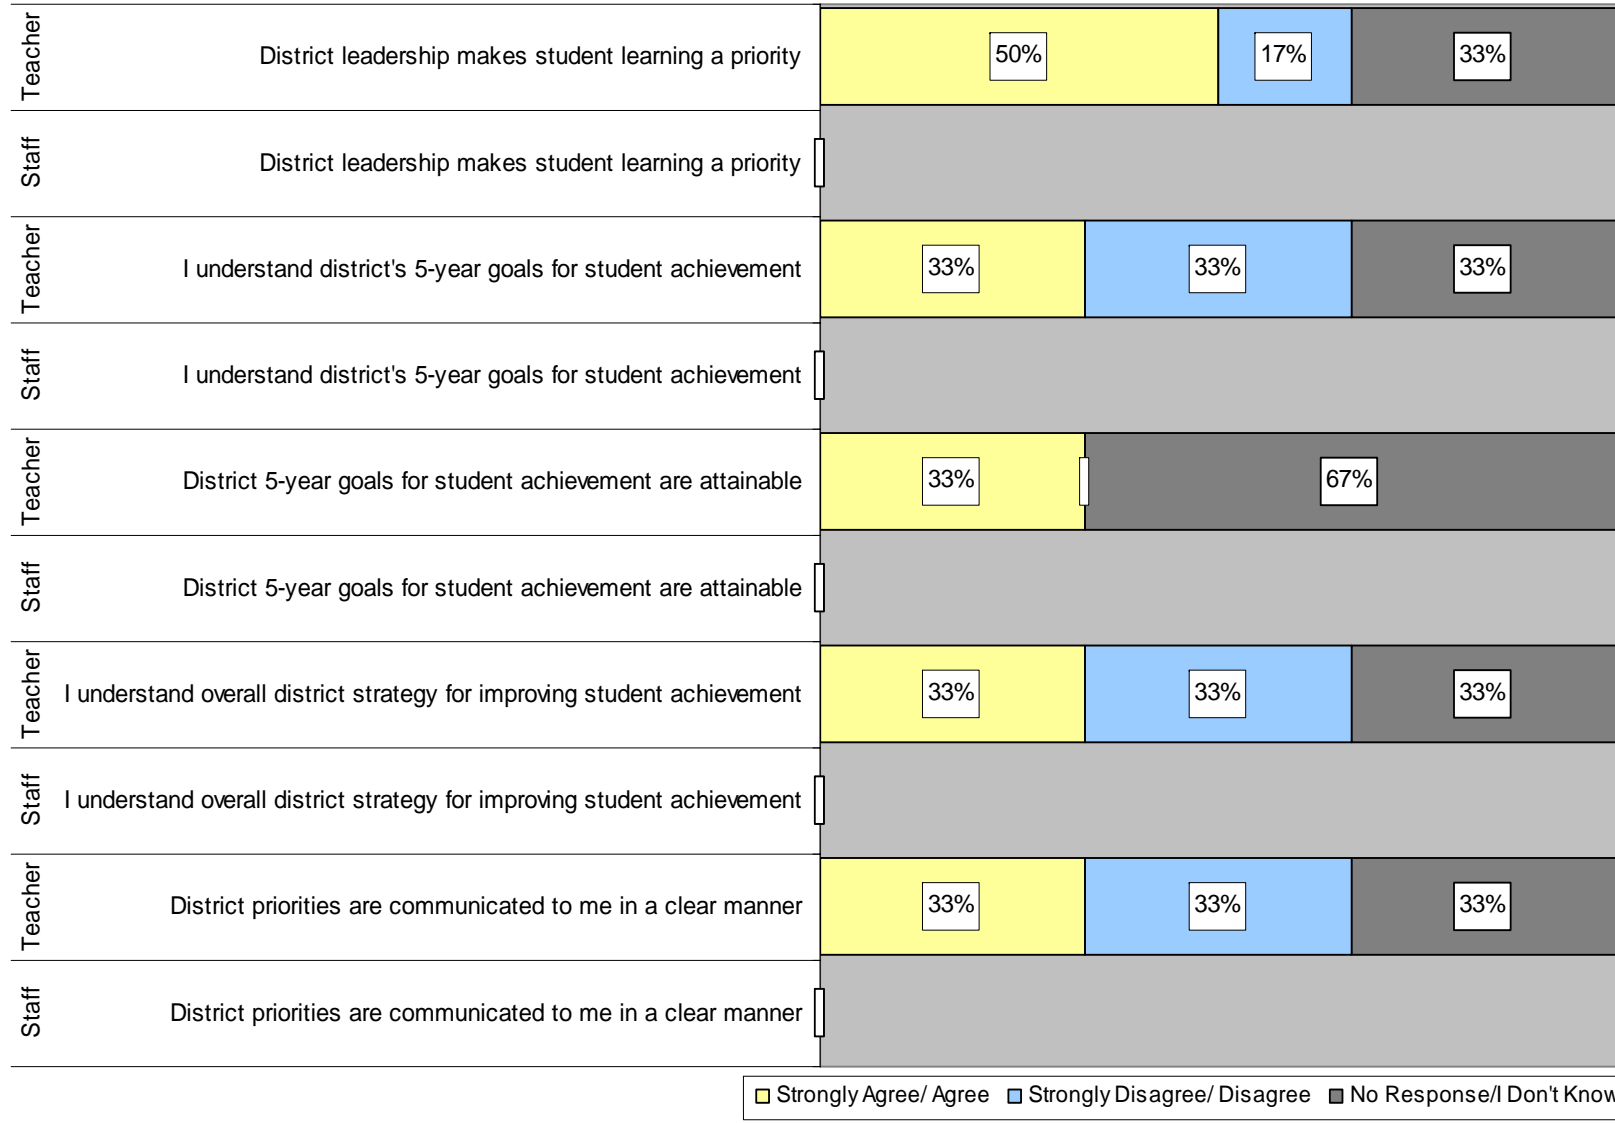 Teacher District leadership makes student learning a priority 50% 17% 33%
Staff District leadership makes student learning a priority
Teacher I understand district's 5-year goals for student achievement 33% 33% 33%
Staff I understand district's 5-year goals for student achievement
Teacher District 5-year goals for student achievement are attainable 33% 67%
Staff District 5-year goals for student achievement are attainable
Teacher I understand overall district strategy for improving student achievement 33% 33% 33%
Staff I understand overall district strategy for improving student achievement
Teacher District priorities are communicated to me in a clear manner 33% 33% 33%
Staff District priorities are communicated to me in a clear manner
Strongly Agree/ Agree Strongly Disagree/ Disagree No Response/I Don't Know